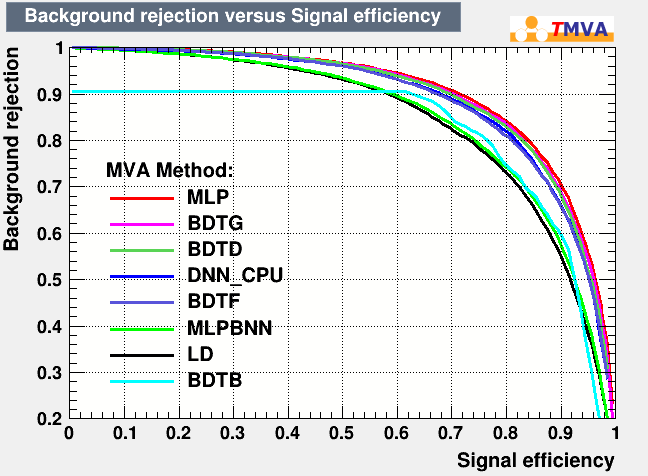 Background rejection versus Signal efficiency
TMVA
Background rejection
1
0.9
0.8
0.7
0.6
0.5
0.4
0.3
0.2
MVA Method:
MLP
BDTG
BDTD
DNN_CPU
BDTF
MLPBNN
LD
BDTB
0 0.1 0.2 0.3 0.4 0.5 0.6 0.7 0.8 0.9 1
Signal efficiency